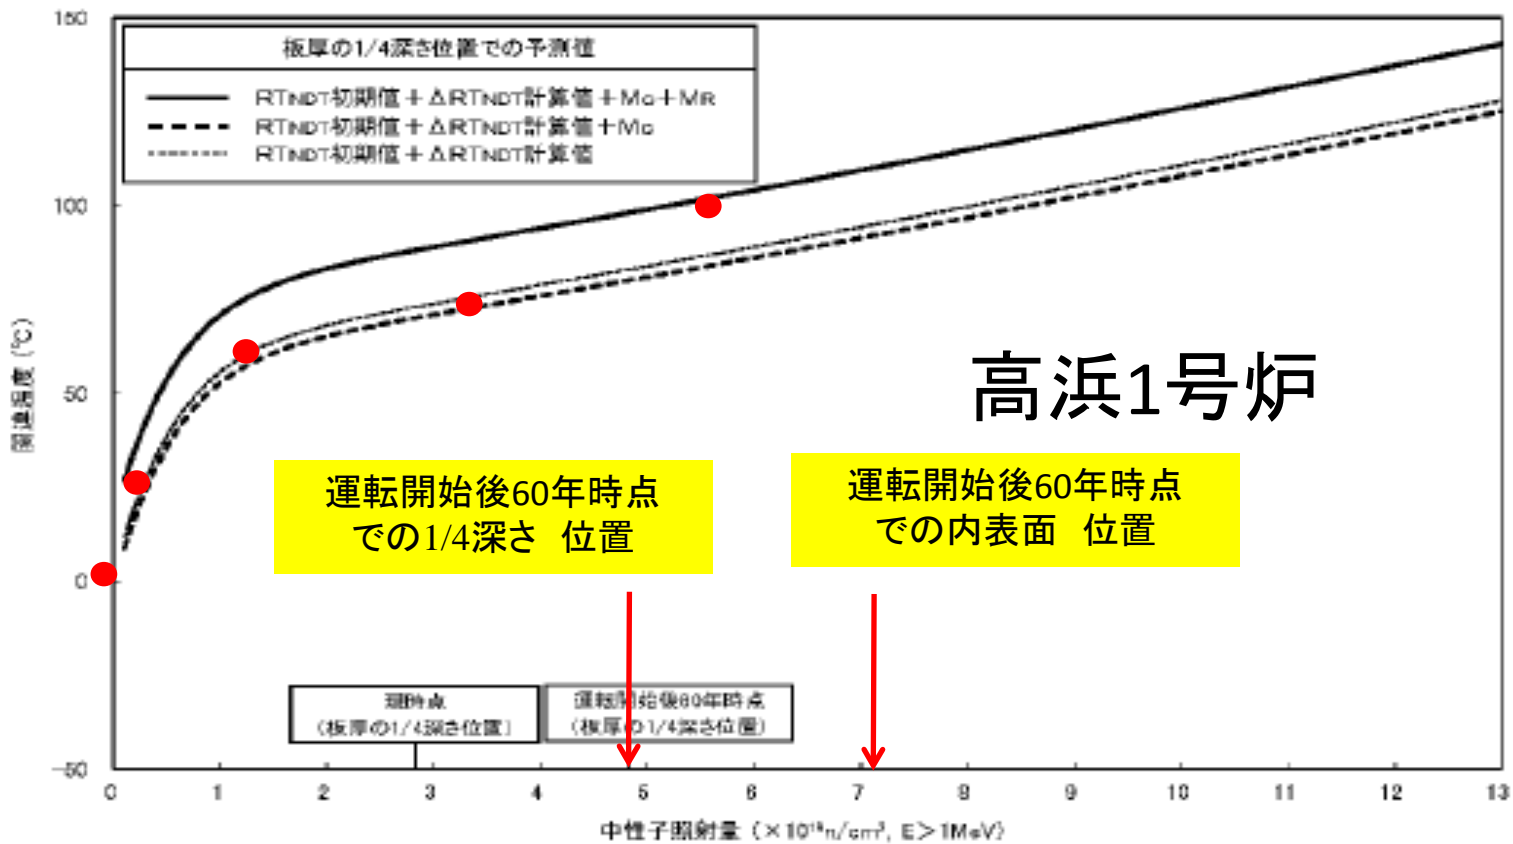 150
板厚の1/4深さ位置での予測値
RTNDT初期値+ΔRTNDT計算値+Mc+MR
RTNDT初期値+ΔRTNDT計算値+Mc
RTNDT初期値+ΔRTNDT計算値
100
関連温度 (℃)
50
高浜1号炉
運転開始後60年時点
での1/4深さ 位置
運転開始後60年時点
での内表面 位置
0
現時点
(板厚の1/4深さ位置)
運転開始後60年時点
(板厚の1/4深さ位置)
-50
0 1 2 3 4 5 6 7 8 9 10 11 12 13
中性子照射量 (×10¹⁹n/cm², E>1MeV)